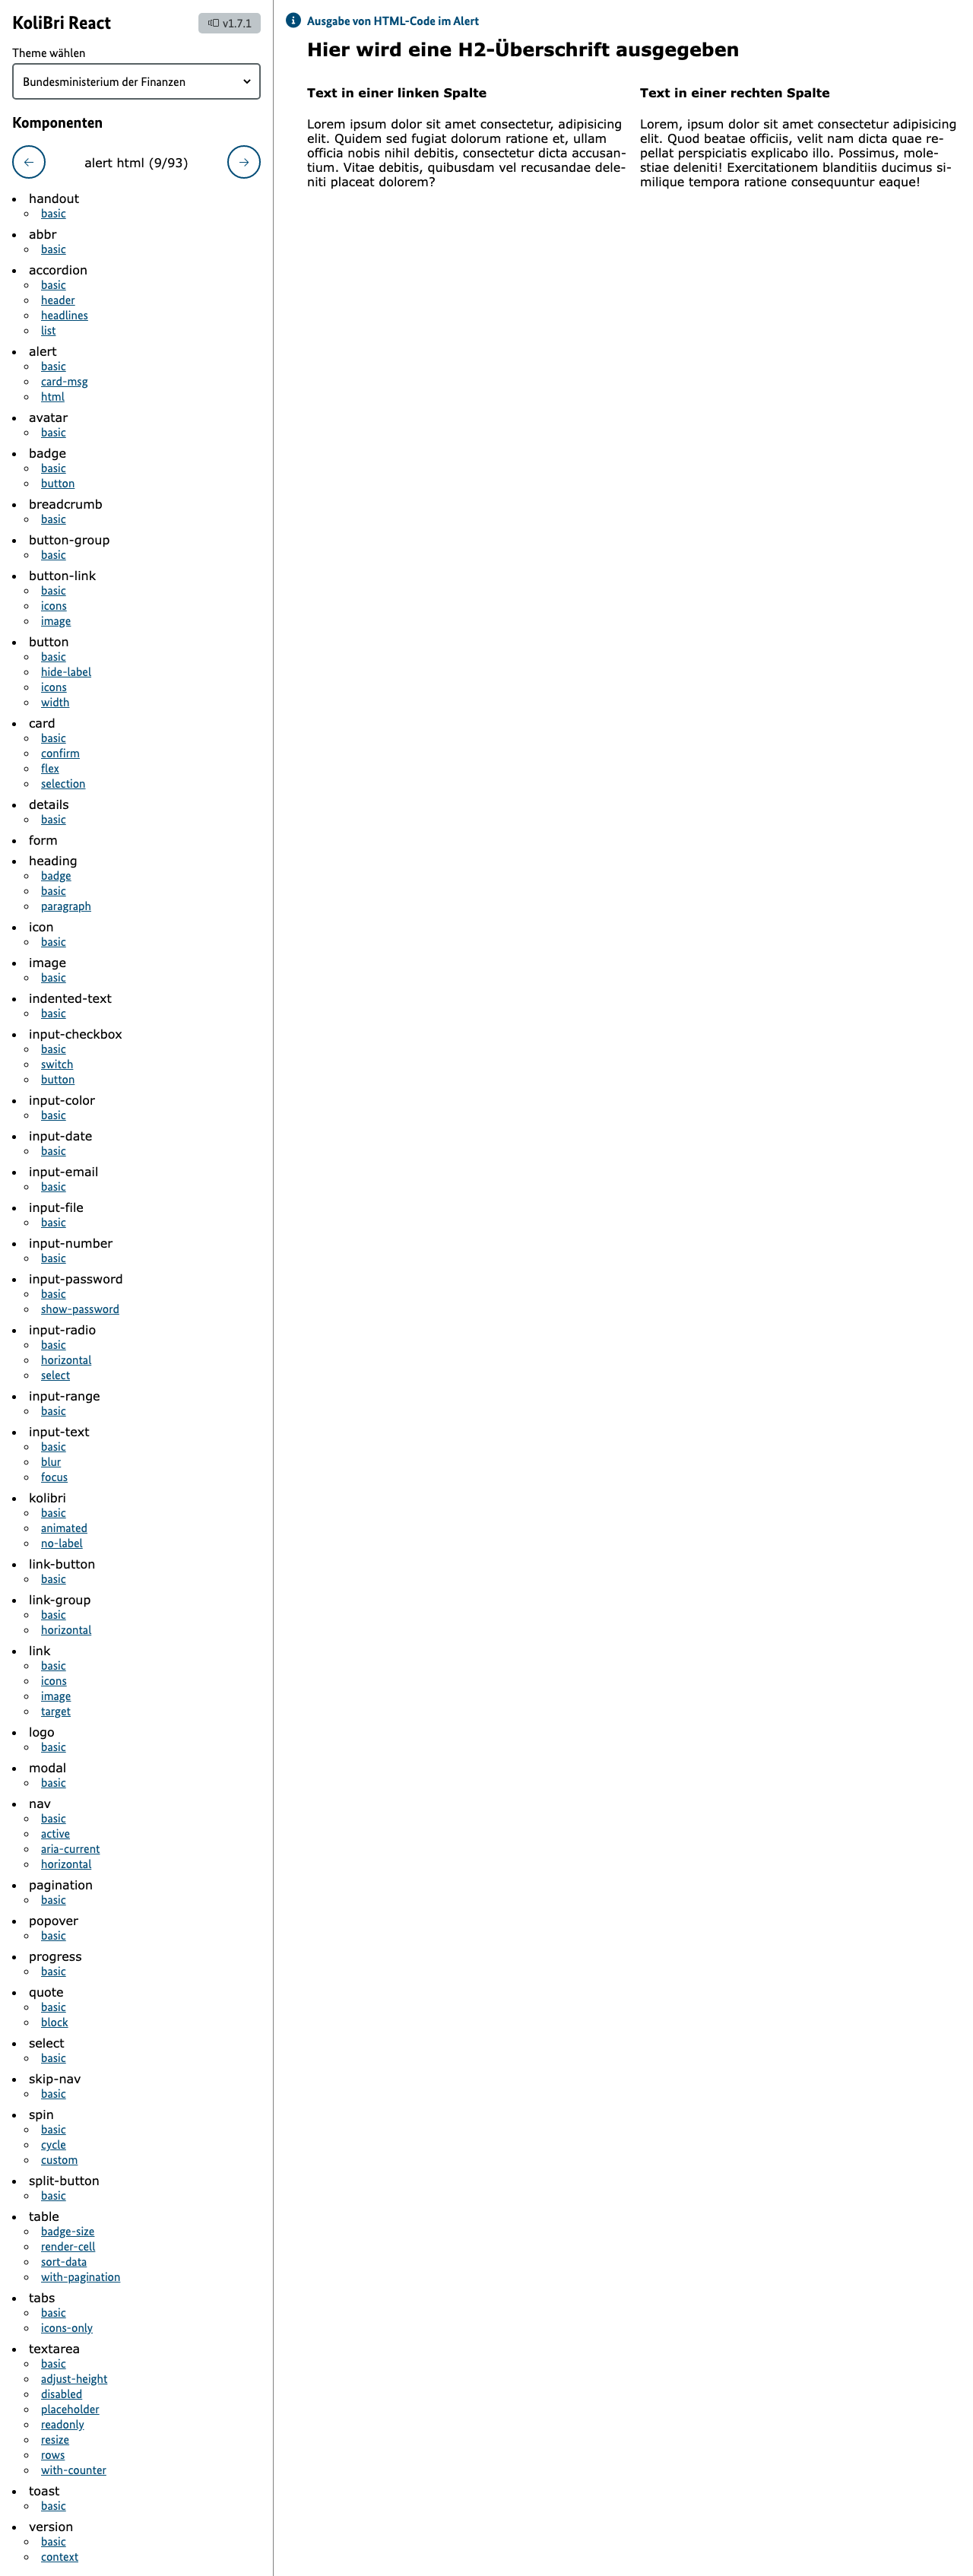 KoliBri React
v1.7.1
Theme wählen
Bundesministerium der Finanzen
Komponenten
alert html (9/93)
handout
basic
abbr
basic
accordion
basic
header
headlines
list
alert
basic
card-msg
html
avatar
basic
badge
basic
button
breadcrumb
basic
button-group
basic
button-link
basic
icons
image
button
basic
hide-label
icons
width
card
basic
confirm
flex
selection
details
basic
form
heading
badge
basic
paragraph
icon
basic
image
basic
indented-text
basic
input-checkbox
basic
switch
button
input-color
basic
input-date
basic
input-email
basic
input-file
basic
input-number
basic
input-password
basic
show-password
input-radio
basic
horizontal
select
input-range
basic
input-text
basic
blur
focus
kolibri
basic
animated
no-label
link-button
basic
link-group
basic
horizontal
link
basic
icons
image
target
logo
basic
modal
basic
nav
basic
active
aria-current
horizontal
pagination
basic
popover
basic
progress
basic
quote
basic
block
select
basic
skip-nav
basic
spin
basic
cycle
custom
split-button
basic
table
badge-size
render-cell
sort-data
with-pagination
tabs
basic
icons-only
textarea
basic
adjust-height
disabled
placeholder
readonly
resize
rows
with-counter
toast
basic
version
basic
context
Ausgabe von HTML-Code im Alert
Hier wird eine H2-Überschrift ausgegeben
Text in einer linken Spalte
Lorem ipsum dolor sit amet consectetur, adipisicing
elit. Quidem sed fugiat dolorum ratione et, ullam
officia nobis nihil debitis, consectetur dicta accusan-
tium. Vitae debitis, quibusdam vel recusandae dele-
niti placeat dolorem?
Text in einer rechten Spalte
Lorem, ipsum dolor sit amet consectetur adipisicing
elit. Quod beatae officiis, velit nam dicta quae re-
pellat perspiciatis explicabo illo. Possimus, mole-
stiae deleniti! Exercitationem blanditiis ducimus si-
milique tempora ratione consequuntur eaque!